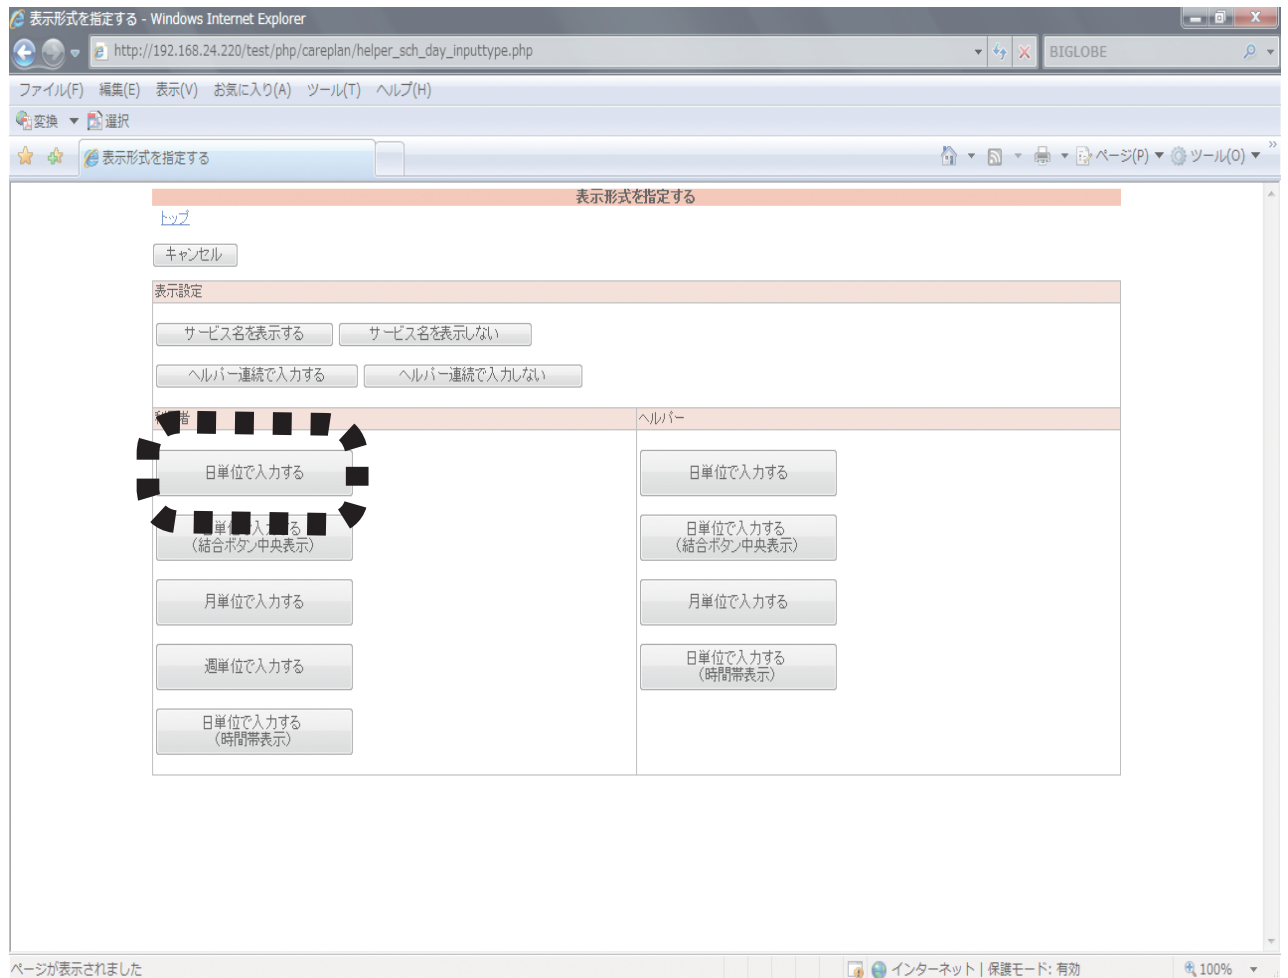 表示形式を指定する - Windows Internet Explorer
http://192.168.24.220/test/php/careplan/helper_sch_day_inputtype.php
BIGLOBE
ファイル(F) 編集(E) 表示(V) お気に入り(A) ツール(T) ヘルプ(H)
変換 選択
表示形式を指定する
ページ(P) ツール(O)
表示形式を指定する
トップ
キャンセル
表示設定
サービス名を表示する サービス名を表示しない
ヘルパー連続で入力する ヘルパー連続で入力しない
者 ヘルパー
日単位で入力する 日単位で入力する
日単位で入力する
(結合ボタン中央表示) (結合ボタン中央表示)
月単位で入力する 月単位で入力する
週単位で入力する 日単位で入力する
(時間帯表示)
日単位で入力する
(時間帯表示)
ページが表示されました インターネット | 保護モード: 有効 100%